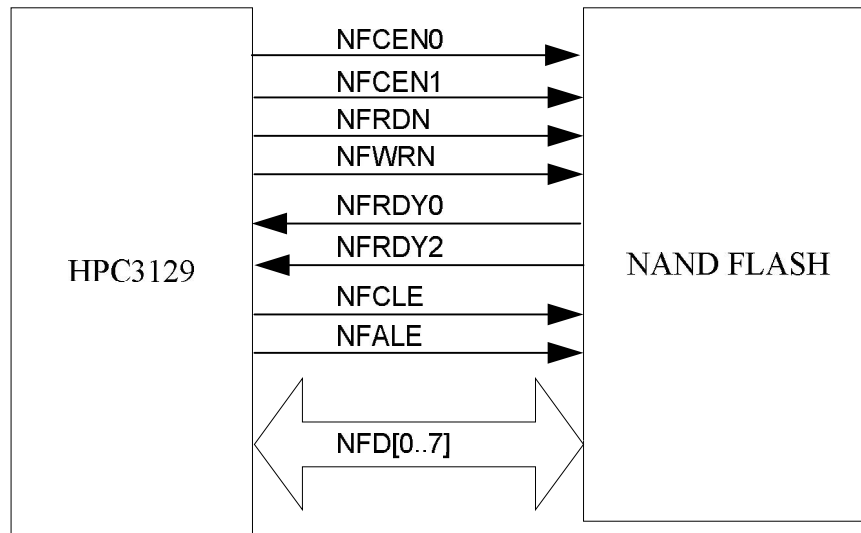 NFCEN0
NFCEN1
NFRDN
NFWRN
NFRDY0
NFRDY2
HPC3129
NAND FLASH
NFCLE
NFALE
NFD[0..7]